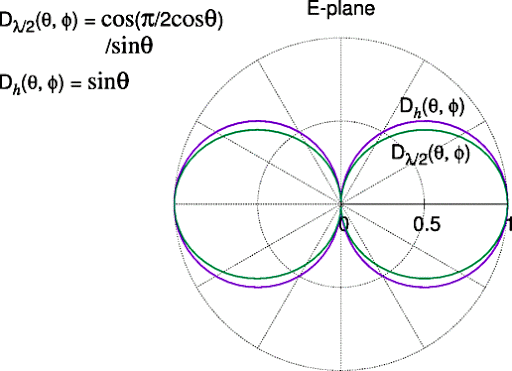 E-plane
D_λ/2(θ, ϕ) = cos(π/2cosθ)
/sinθ
D_h(θ, ϕ) = sinθ
D_h(θ, ϕ)
D_λ/2(θ, ϕ)
0 0.5 1